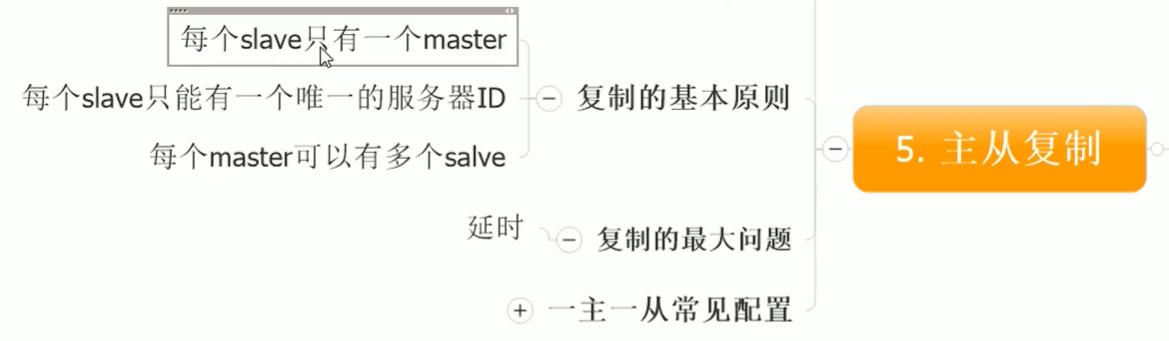 每个slave只有一个master
每个slave只能有一个唯一的服务器ID
复制的基本原则
每个master可以有多个salve
5. 主从复制
延时
复制的最大问题
一主一从常见配置